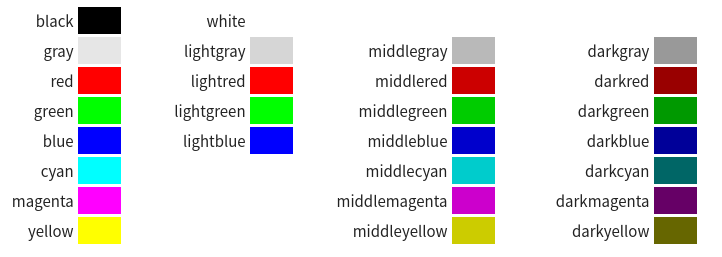 black white
gray lightgray middlegray darkgray
red lightred middlered darkred
green lightgreen middlegreen darkgreen
blue lightblue middleblue darkblue
cyan middlecyan darkcyan
magenta middlemagenta darkmagenta
yellow middleyellow darkyellow